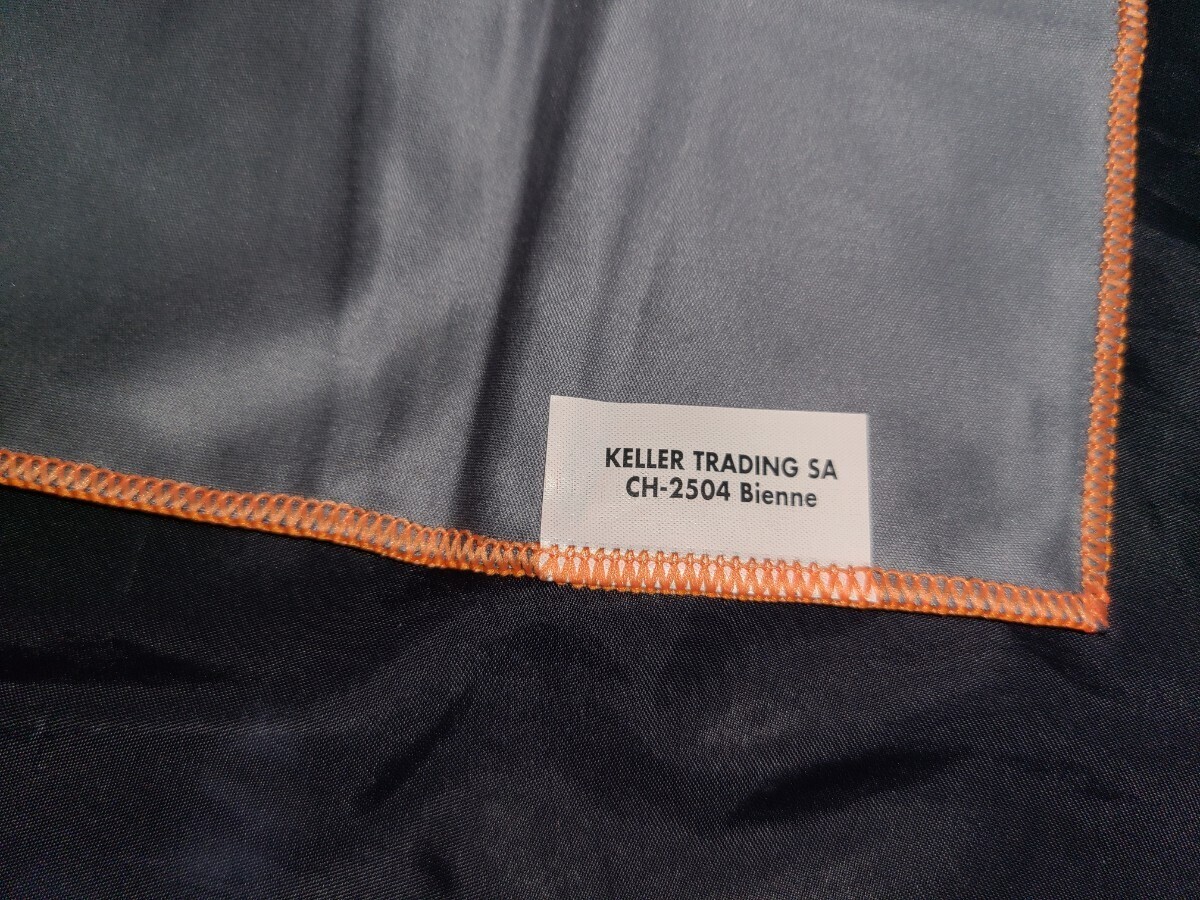 KELLER TRADING SA
CH-2504 Bienne